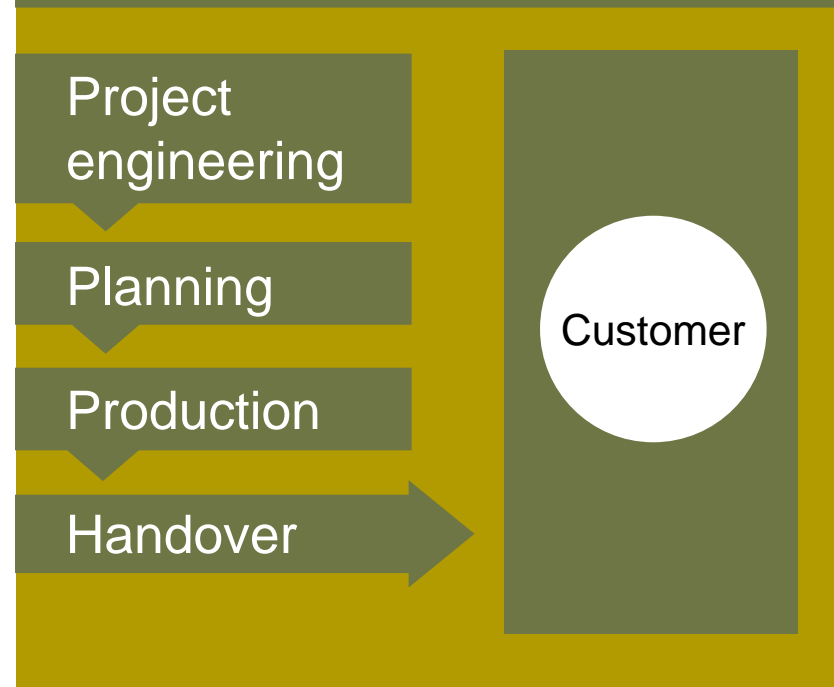 Project
engineering
Planning
Production
Handover
Customer